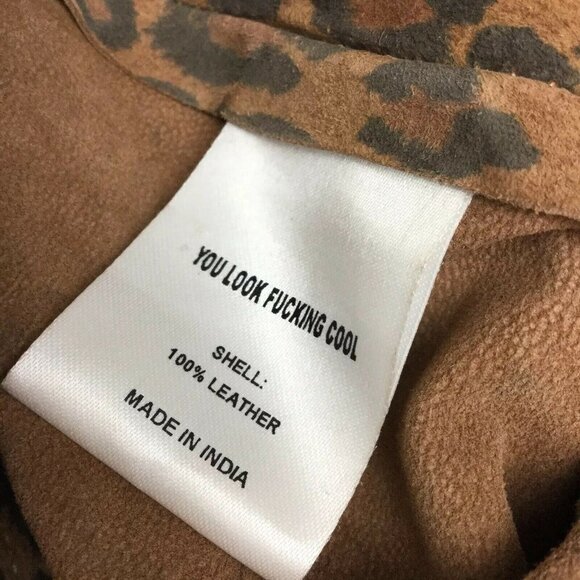 YOU LOOK FUCKING COOL
SHELL:
100% LEATHER
MADE IN INDIA